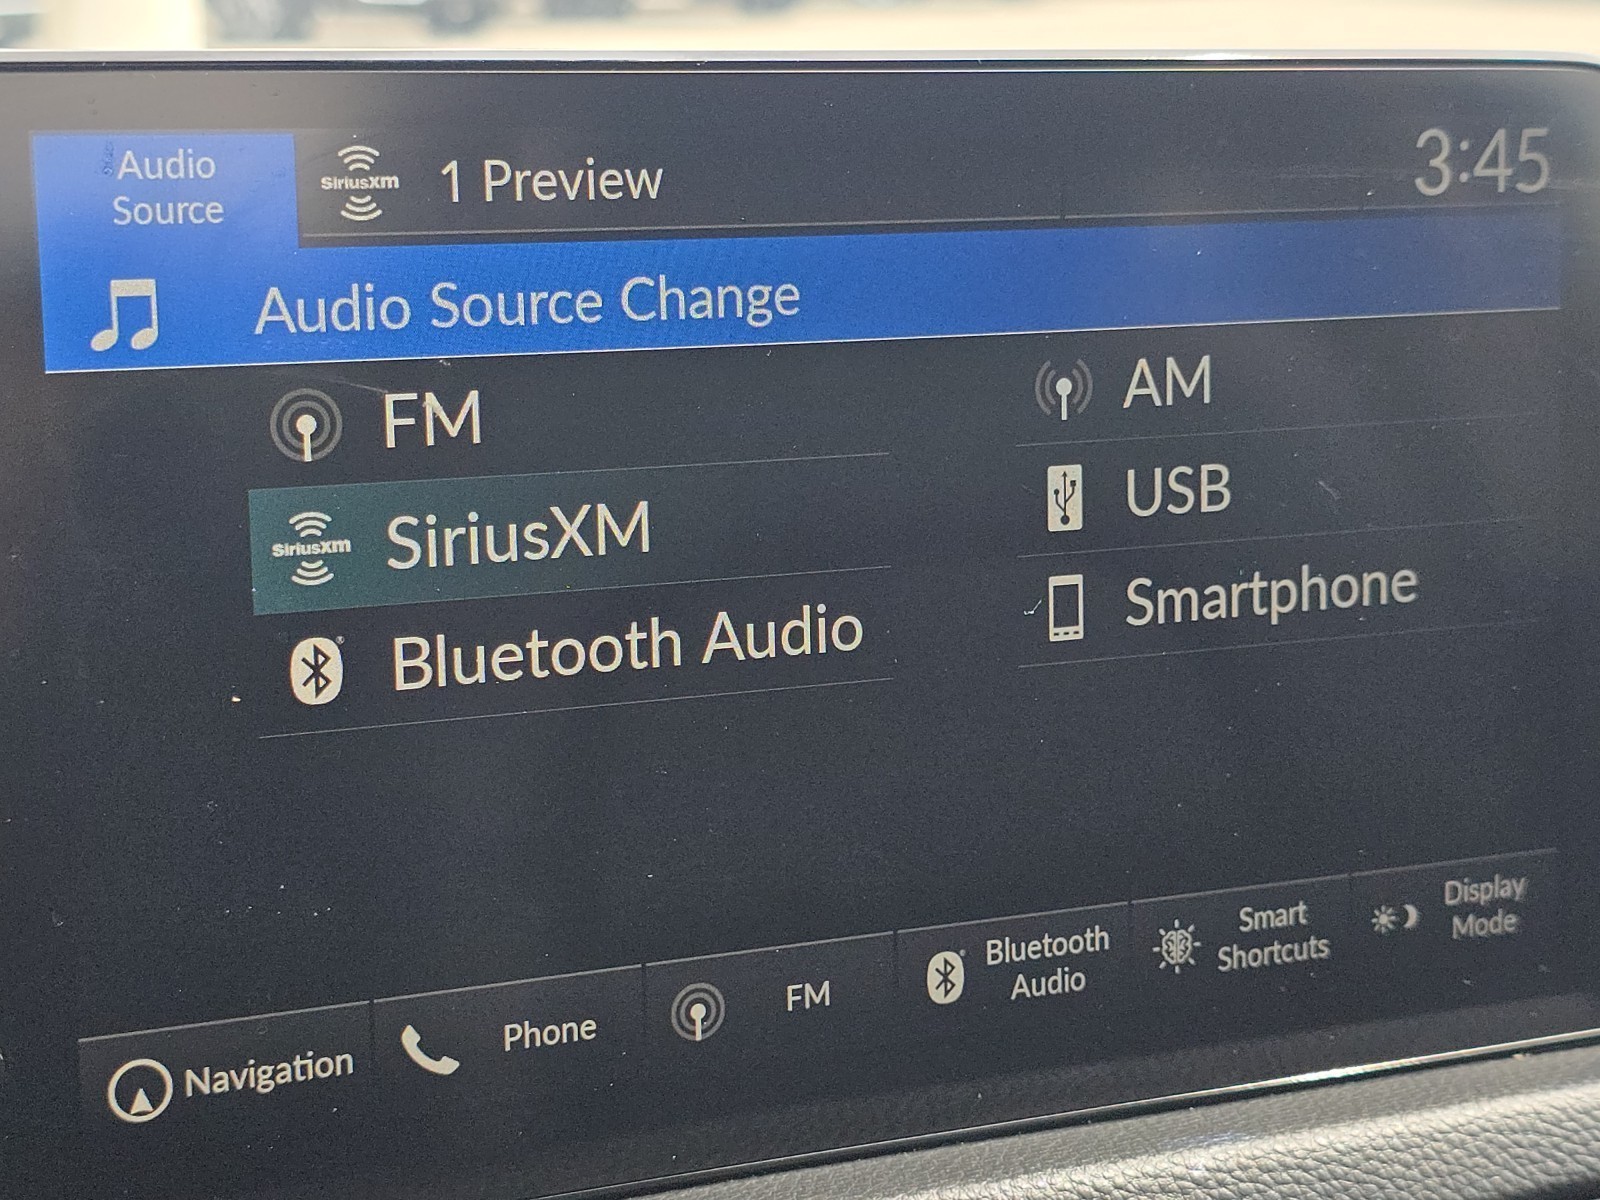 Audio
Source
SiriusXM 1 Preview
3:45
Audio Source Change
FM
AM
SiriusXM SiriusXM
USB
Bluetooth Audio
Smartphone
Navigation
Phone
FM
Bluetooth
Audio
Smart
Shortcuts
Display
Mode